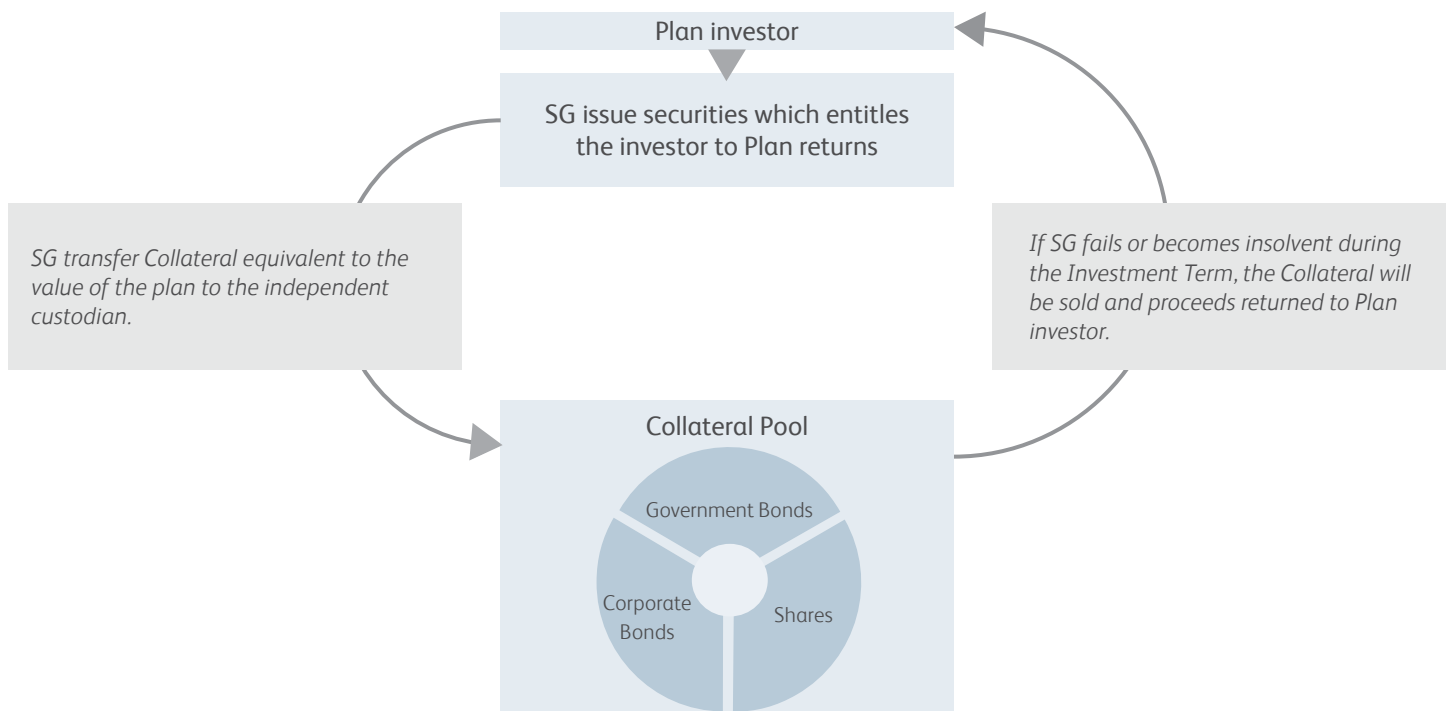 Plan investor
SG issue securities which entitles
the investor to Plan returns
SG transfer Collateral equivalent to the
value of the plan to the independent
custodian.
If SG fails or becomes insolvent during
the Investment Term, the Collateral will
be sold and proceeds returned to Plan
investor.
Collateral Pool
Government Bonds
Corporate
Bonds
Shares